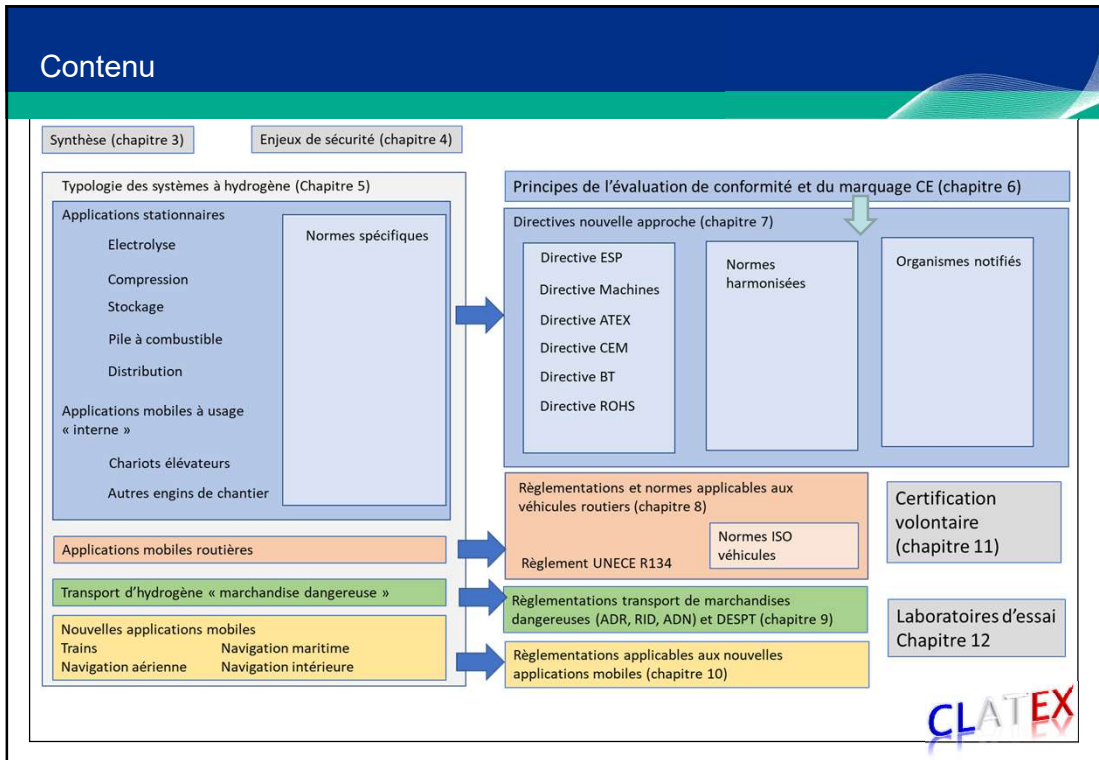 Contenu
Synthèse (chapitre 3)
Enjeux de sécurité (chapitre 4)
Typologie des systèmes à hydrogène (Chapitre 5)
Applications stationnaires
Electrolyse
Compression
Stockage
Pile à combustible
Distribution
Applications mobiles à usage
« interne »
Chariots élévateurs
Autres engins de chantier
Normes spécifiques
Applications mobiles routières
Transport d’hydrogène « marchandise dangereuse »
Nouvelles applications mobiles
Trains
Navigation maritime
Navigation aérienne
Navigation intérieure
Principes de l’évaluation de conformité et du marquage CE (chapitre 6)
Directives nouvelle approche (chapitre 7)
Directive ESP
Directive Machines
Directive ATEX
Directive CEM
Directive BT
Directive ROHS
Normes
harmonisées
Organismes notifiés
Règlementations et normes applicables aux
véhicules routiers (chapitre 8)
Règlement UNECE R134
Normes ISO
véhicules
Règlementations transport de marchandises
dangereuses (ADR, RID, ADN) et DESPT (chapitre 9)
Règlementations applicables aux nouvelles
applications mobiles (chapitre 10)
Certification
volontaire
(chapitre 11)
Laboratoires d’essai
Chapitre 12
CLATEX